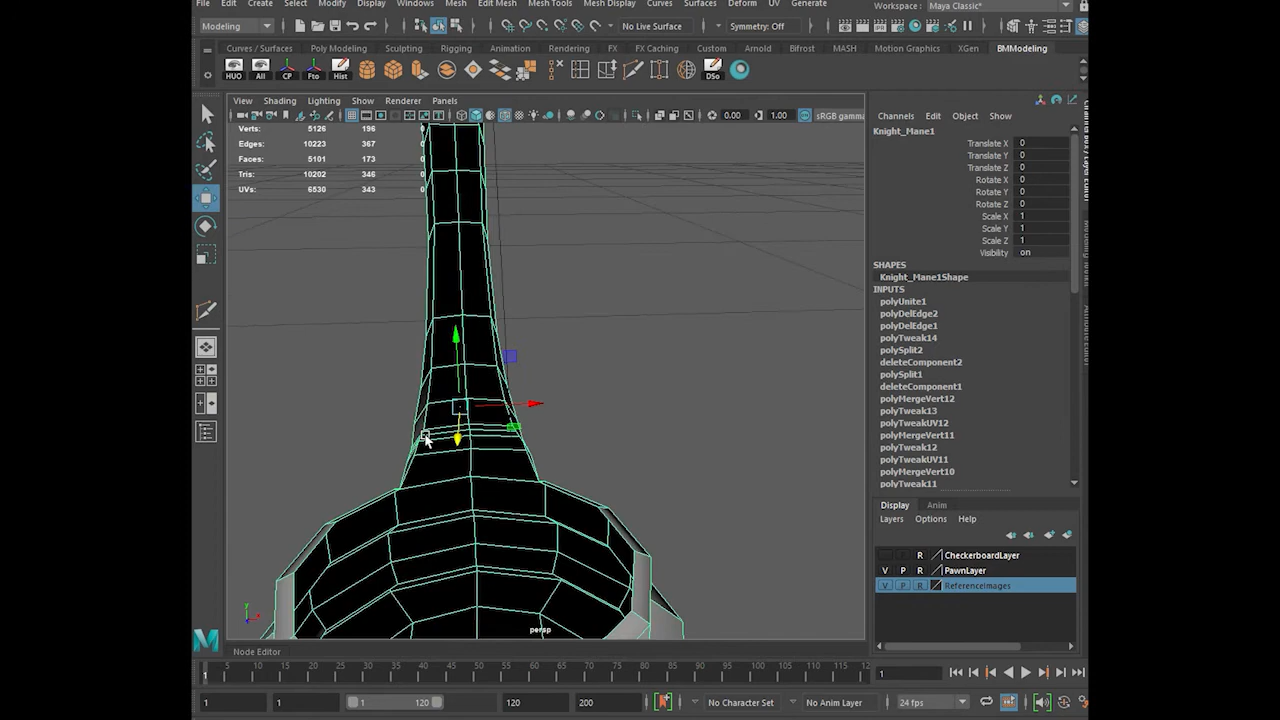 File Edit Create Select Modify Display Windows Mesh Edit Mesh Mesh Tools Mesh Display Curves Surfaces Deform UV Generate Workspace: Maya Classic*
Modeling No Live Surface Symmetry: Off
Curves / Surfaces Poly Modeling Sculpting Rigging Animation Rendering FX FX Caching Custom Arnold Bifrost MASH Motion Graphics XGen BMModeling
HUO All CP Fto Hist DSo
View Shading Lighting Show Renderer Panels
0.00 1.00 sRGB gamma
Verts: 5126 196 0
Edges: 10223 367 0
Faces: 5101 173 0
Tris: 10202 346 0
UVs: 6530 343 0
persp
Channels Edit Object Show
Knight_Mane1
Translate X 0
Translate Y 0
Translate Z 0
Rotate X 0
Rotate Y 0
Rotate Z 0
Scale X 1
Scale Y 1
Scale Z 1
Visibility on
SHAPES
Knight_Mane1Shape
INPUTS
polyUnite1
polyDelEdge2
polyDelEdge1
polyTweak14
polySplit2
deleteComponent2
polySplit1
deleteComponent1
polyMergeVert12
polyTweak13
polyTweakUV12
polyMergeVert11
polyTweak12
polyTweakUV11
polyMergeVert10
polyTweak11
Display Anim
Layers Options Help
R CheckerboardLayer
V P R PawnLayer
V P R ReferenceImages
Node Editor
5 10 15 20 25 30 35 40 45 50 55 60 65 70 75 80 85 90 95 100 105 110 115 12
1 1
1 1 1 120 120 200 No Character Set No Anim Layer 24 fps